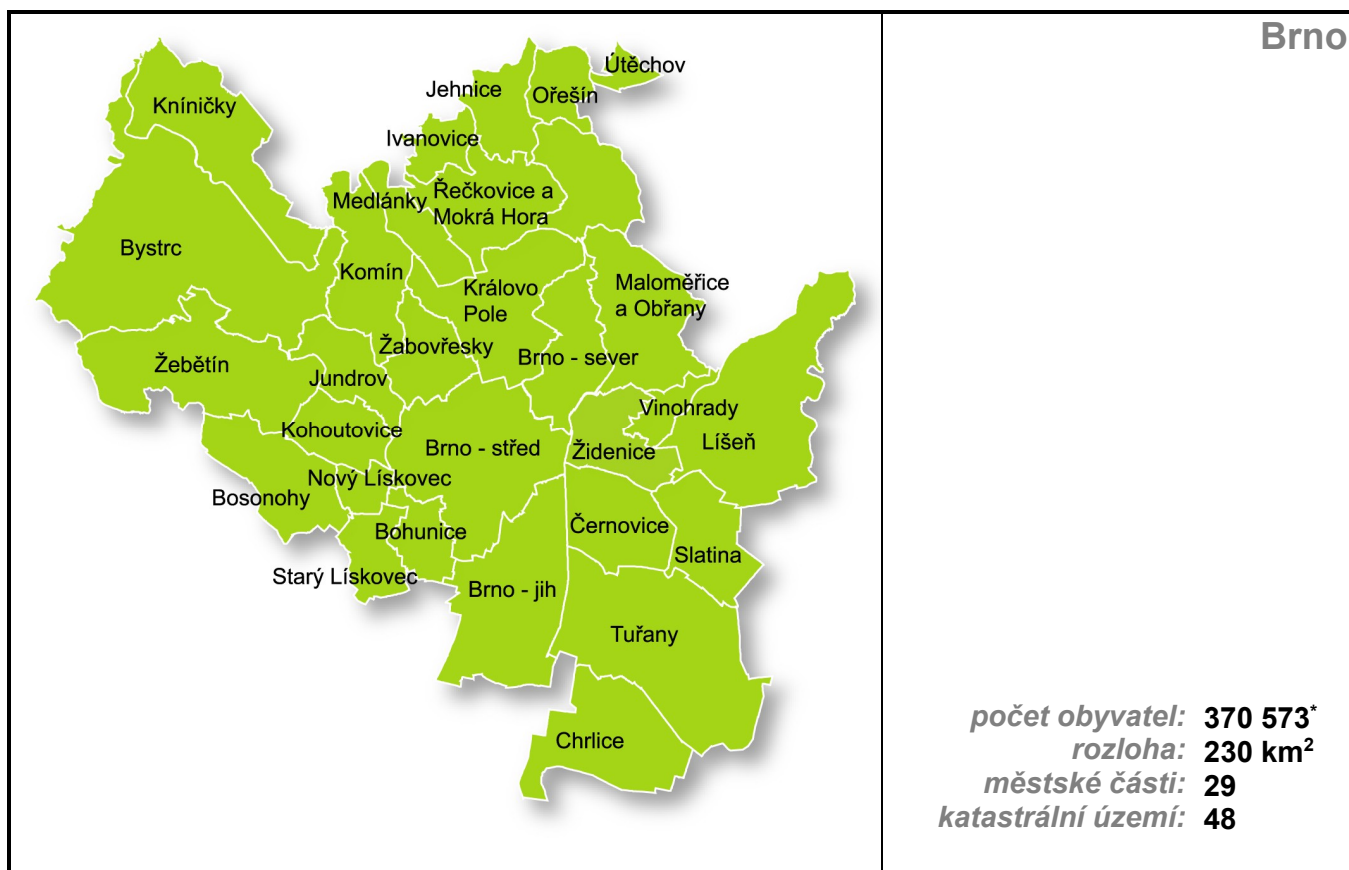 Brno
Útěchov
Jehnice
Ořešín
Kníničky
Ivanovice
Medlánky
Řečkovice a
Mokrá Hora
Bystrc
Komín
Královo
Pole
Maloměřice
a Obřany
Žabovřesky
Brno - sever
Žebětín
Jundrov
Vinohrady
Kohoutovice
Brno - střed
Židenice
Líšeň
Nový Lískovec
Bosonohy
Bohunice
Černovice
Slatina
Starý Lískovec
Brno - jih
Tuřany
Chrlice
počet obyvatel: 370 573*
rozloha: 230 km²
městské části: 29
katastrální území: 48